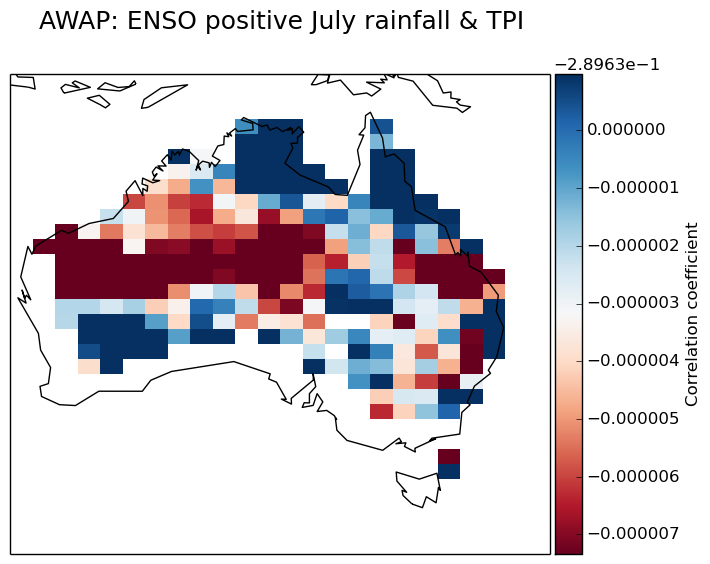 AWAP: ENSO positive July rainfall & TPI
−2.8963e−1
0.000000
−0.000001
−0.000002
−0.000003
−0.000004
−0.000005
−0.000006
−0.000007
Correlation coefficient